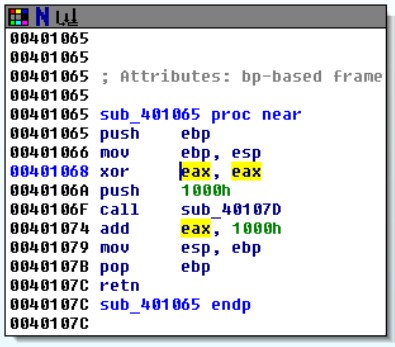 N
00401065
00401065
00401065 ; Attributes: bp-based frame
00401065
00401065 sub_401065 proc near
00401065 push ebp
00401066 mov ebp, esp
00401068 xor eax, eax
0040106A push 1000h
0040106F call sub_40107D
00401074 add eax, 1000h
00401079 mov esp, ebp
0040107B pop ebp
0040107C retn
0040107C sub_401065 endp
0040107C